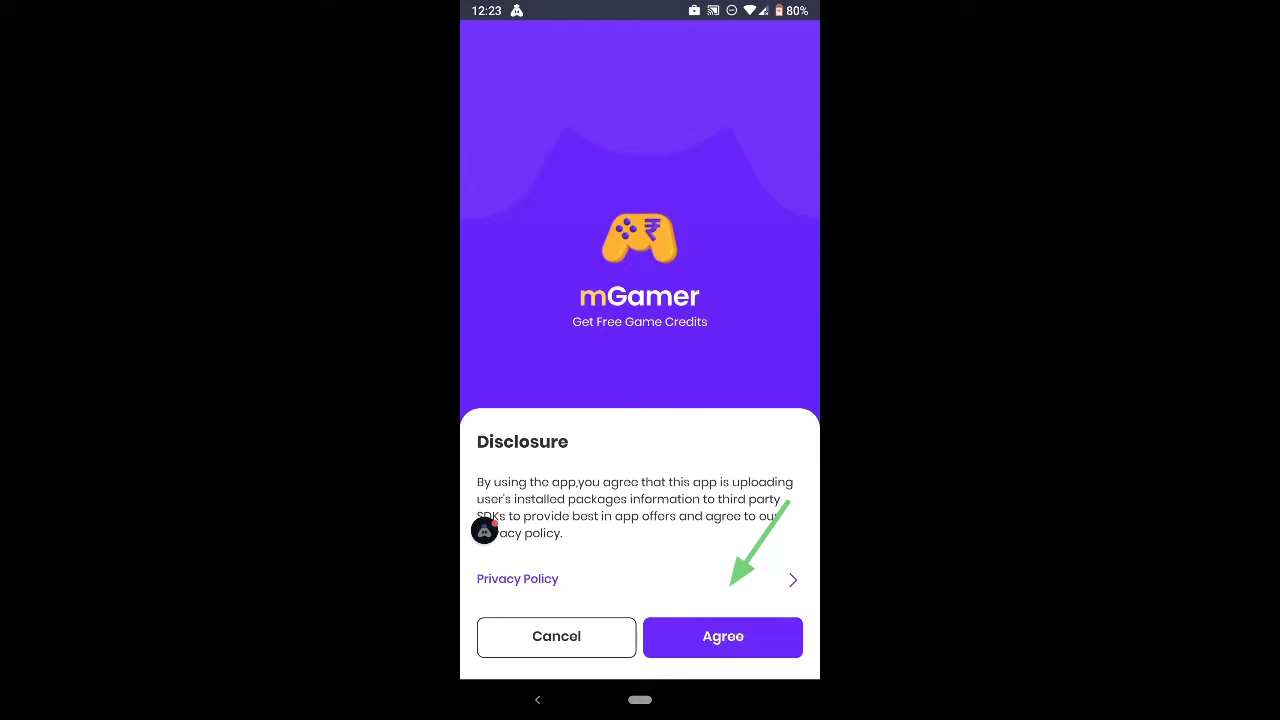 12:23 80%
mGamer
Get Free Game Credits
Disclosure
By using the app,you agree that this app is uploading
user's installed packages information to third party
SDKs to provide best in app offers and agree to our
policy.
Privacy Policy
Cancel
Agree